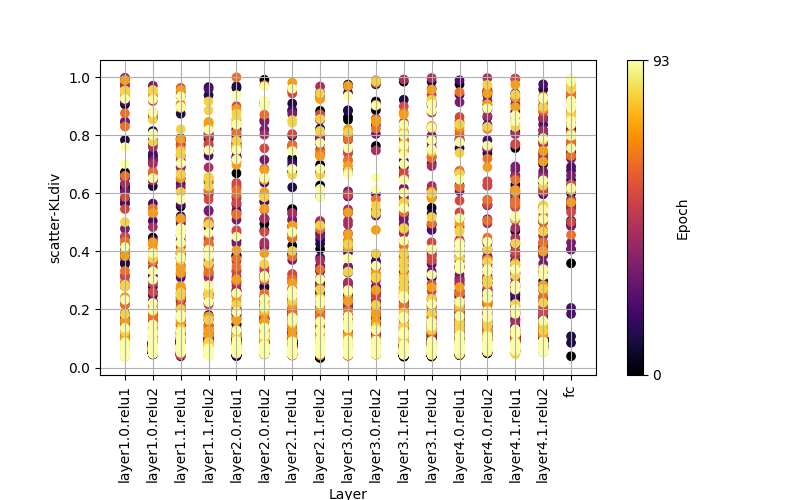 1.0
0.8
0.6
0.4
0.2
0.0
scatter-KLdiv
layer1.0.relu1
layer1.0.relu2
layer1.1.relu1
layer1.1.relu2
layer2.0.relu1
layer2.0.relu2
layer2.1.relu1
layer2.1.relu2
layer3.0.relu1
layer3.0.relu2
layer3.1.relu1
layer3.1.relu2
layer4.0.relu1
layer4.0.relu2
layer4.1.relu1
layer4.1.relu2
fc
Layer
93
0
Epoch